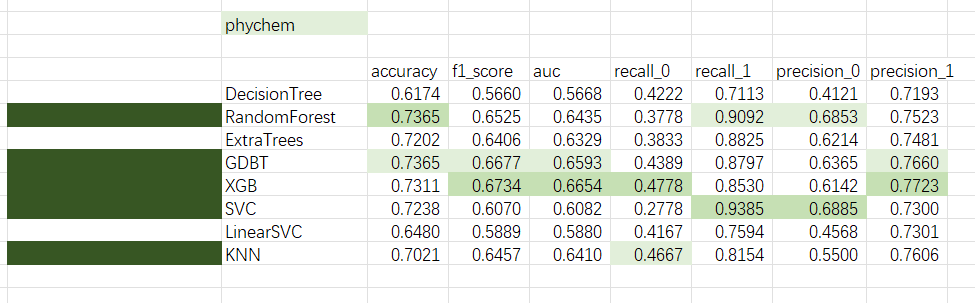 phychem
accuracy f1_score auc recall_0 recall_1 precision_0 precision_1
DecisionTree 0.6174 0.5660 0.5668 0.4222 0.7113 0.4121 0.7193
RandomForest 0.7365 0.6525 0.6435 0.3778 0.9092 0.6853 0.7523
ExtraTrees 0.7202 0.6406 0.6329 0.3833 0.8825 0.6214 0.7481
GDBT 0.7365 0.6677 0.6593 0.4389 0.8797 0.6365 0.7660
XGB 0.7311 0.6734 0.6654 0.4778 0.8530 0.6142 0.7723
SVC 0.7238 0.6070 0.6082 0.2778 0.9385 0.6885 0.7300
LinearSVC 0.6480 0.5889 0.5880 0.4167 0.7594 0.4568 0.7301
KNN 0.7021 0.6457 0.6410 0.4667 0.8154 0.5500 0.7606